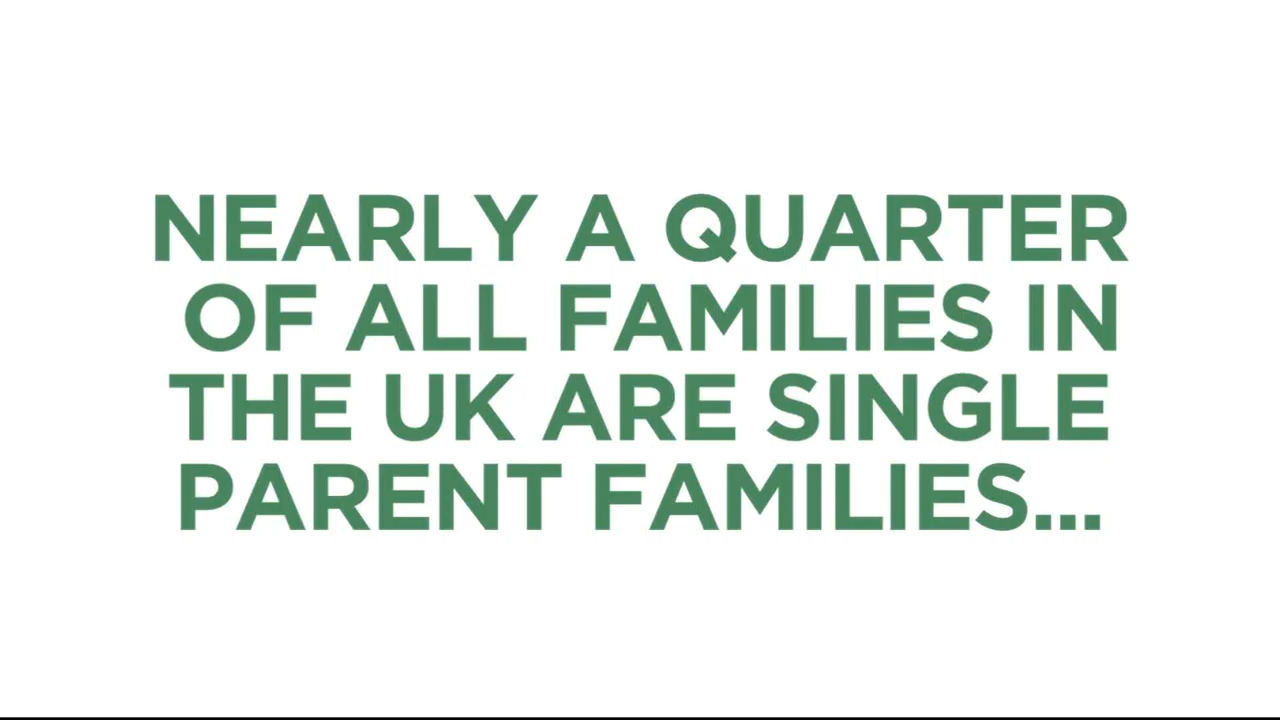 NEARLY A QUARTER
OF ALL FAMILIES IN
THE UK ARE SINGLE
PARENT FAMILIES...